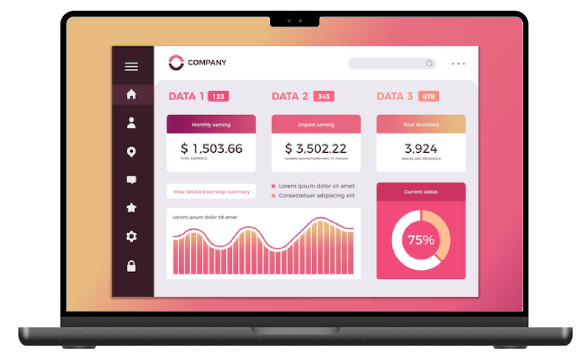 COMPANY
DATA 1 123
DATA 2 345
DATA 3 678
Monthly earning
$ 1,503.66
TOTAL EARNINGS
Unpaid earning
$ 3,502.22
Updated approximately every 15 minutes
Total download
3,924
IMAGES AND REFERRALS
View detailed earnings summary
Lorem ipsum dolor sit amet
Consectetuer adipiscing elit
Lorem ipsum dolor sit amet
Current status
75%